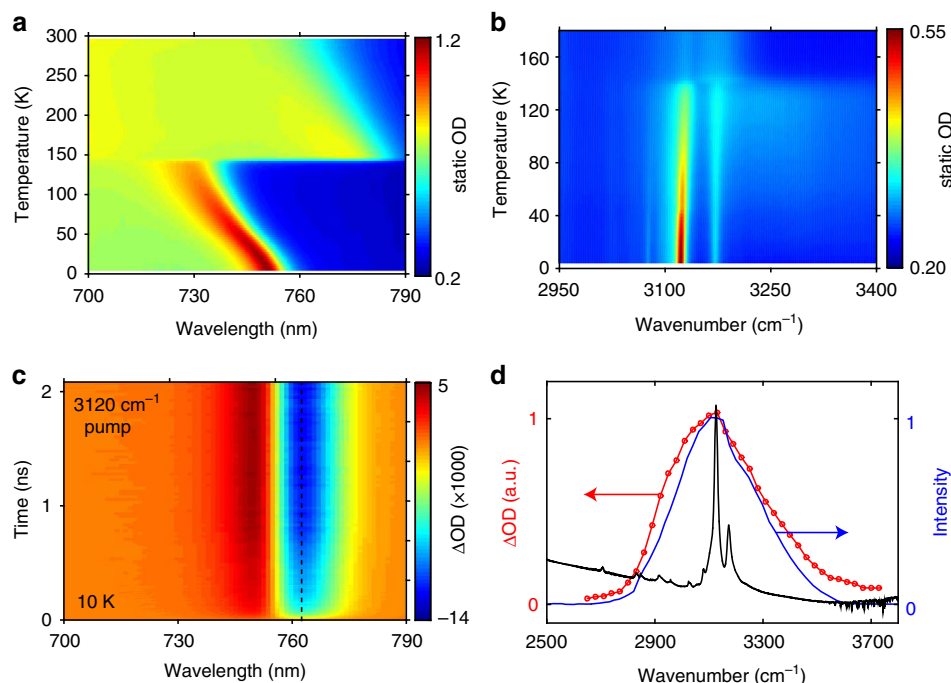 a
300
250
200
150
100
50
0
Temperature (K)
700
730
760
790
Wavelength (nm)
1.2
0.2
static OD
b
160
120
80
40
0
Temperature (K)
2950
3100
3250
3400
Wavenumber (cm−1)
0.55
0.20
static OD
c
2
1
0
Time (ns)
3120 cm−1
pump
10 K
700
730
760
790
Wavelength (nm)
5
−14
ΔOD (×1000)
d
1
0
ΔOD (a.u.)
1
0
Intensity
2500
2900
3300
3700
Wavenumber (cm−1)